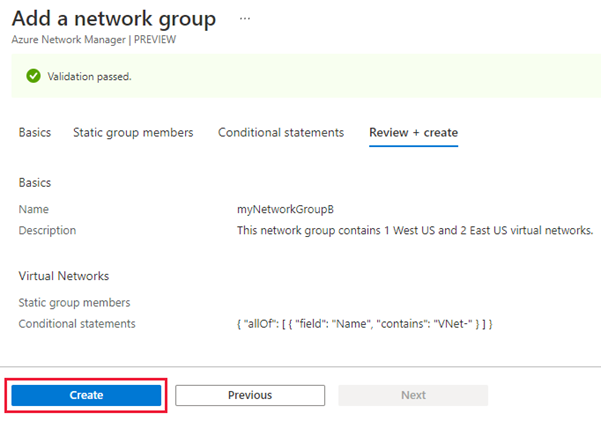 Add a network group ...
Azure Network Manager | PREVIEW
Validation passed.
Basics Static group members Conditional statements Review + create
Basics
Name myNetworkGroupB
Description This network group contains 1 West US and 2 East US virtual networks.
Virtual Networks
Static group members
Conditional statements { "allOf": [ { "field": "Name", "contains": "VNet-" } ] }
Create Previous Next